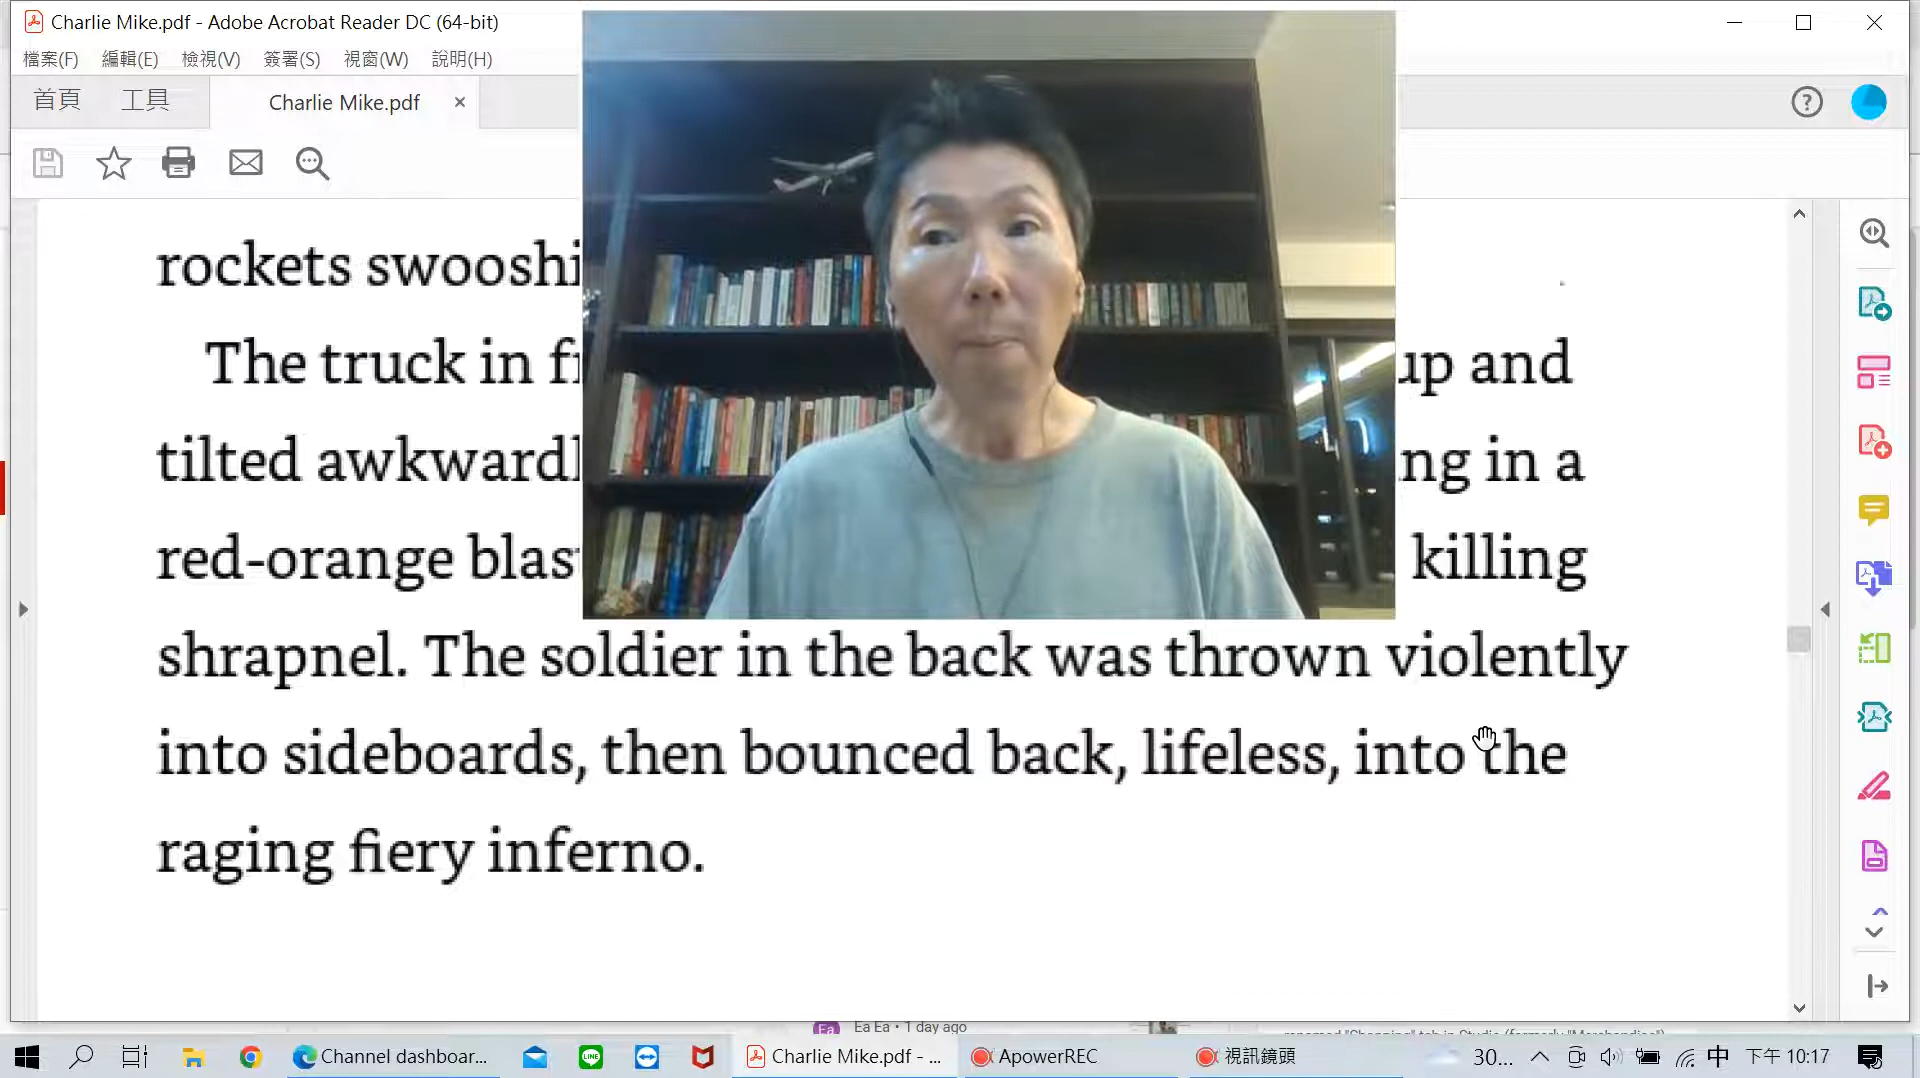 Charlie Mike.pdf - Adobe Acrobat Reader DC (64-bit)
檔案(F) 編輯(E) 檢視(V) 簽署(S) 視窗(W) 說明(H)
首頁 工具 Charlie Mike.pdf
rockets swooshi
The truck in f up and
tilted awkwardl ng in a
red-orange blas killing
shrapnel. The soldier in the back was thrown violently
into sideboards, then bounced back, lifeless, into the
raging fiery inferno.
Ea Ea Ea • 1 day ago
Channel dashboar... LINE Charlie Mike.pdf - ... ApowerREC 視訊鏡頭 30... 中 下午 10:17